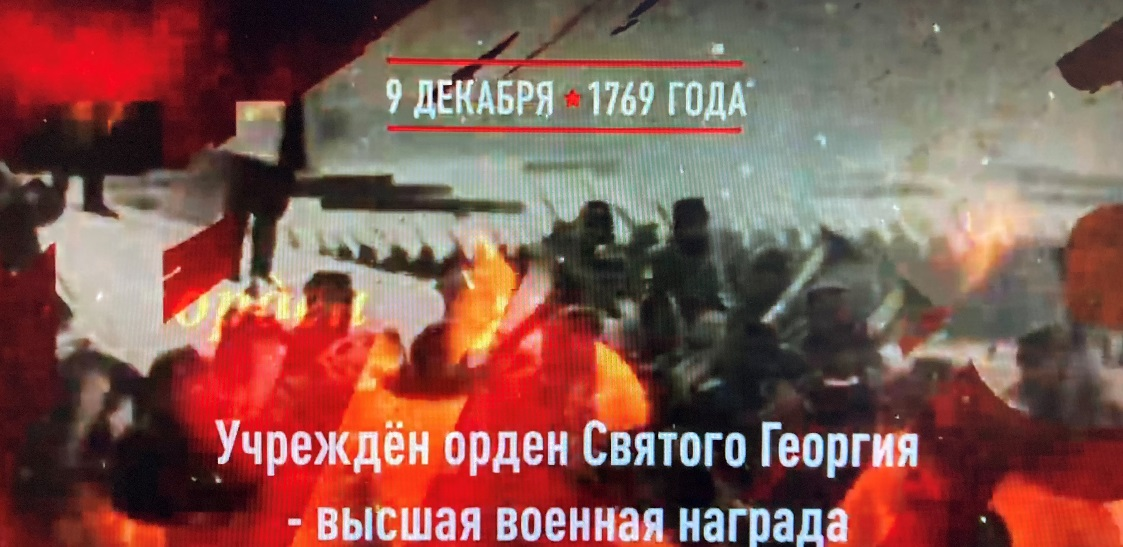 9 ДЕКАБРЯ ★ 1769 ГОДА
Учреждён орден Святого Георгия
- высшая военная награда